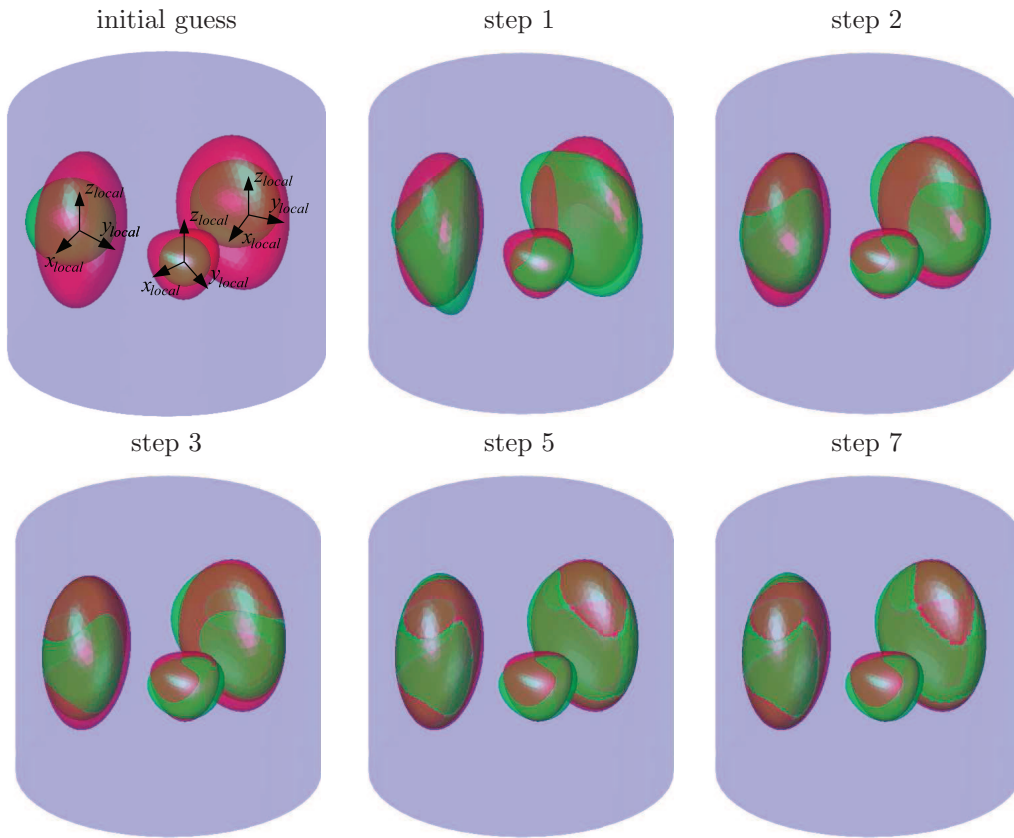 initial guess
step 1
step 2
z_local
y_local
x_local
z_local
y_local
x_local
z_local
x_local
y_local
step 3
step 5
step 7